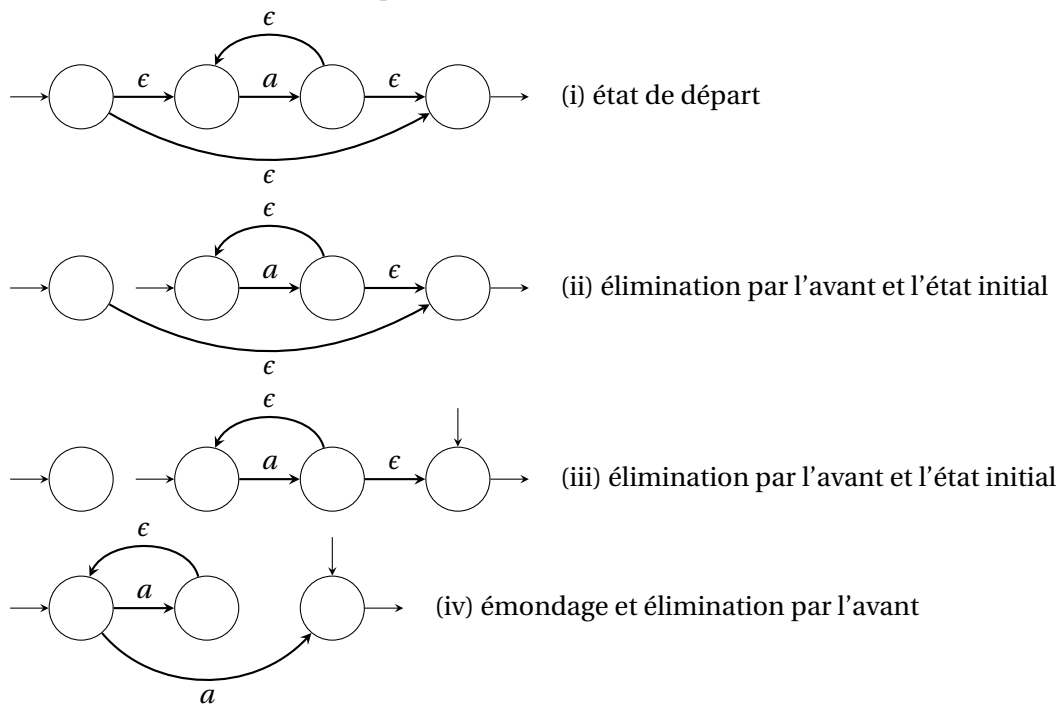 ϵ
ϵ a ϵ (i) état de départ
ϵ
ϵ
a ϵ (ii) élimination par l'avant et l'état initial
ϵ
ϵ
a ϵ (iii) élimination par l'avant et l'état initial
ϵ
a (iv) émondage et élimination par l'avant
a